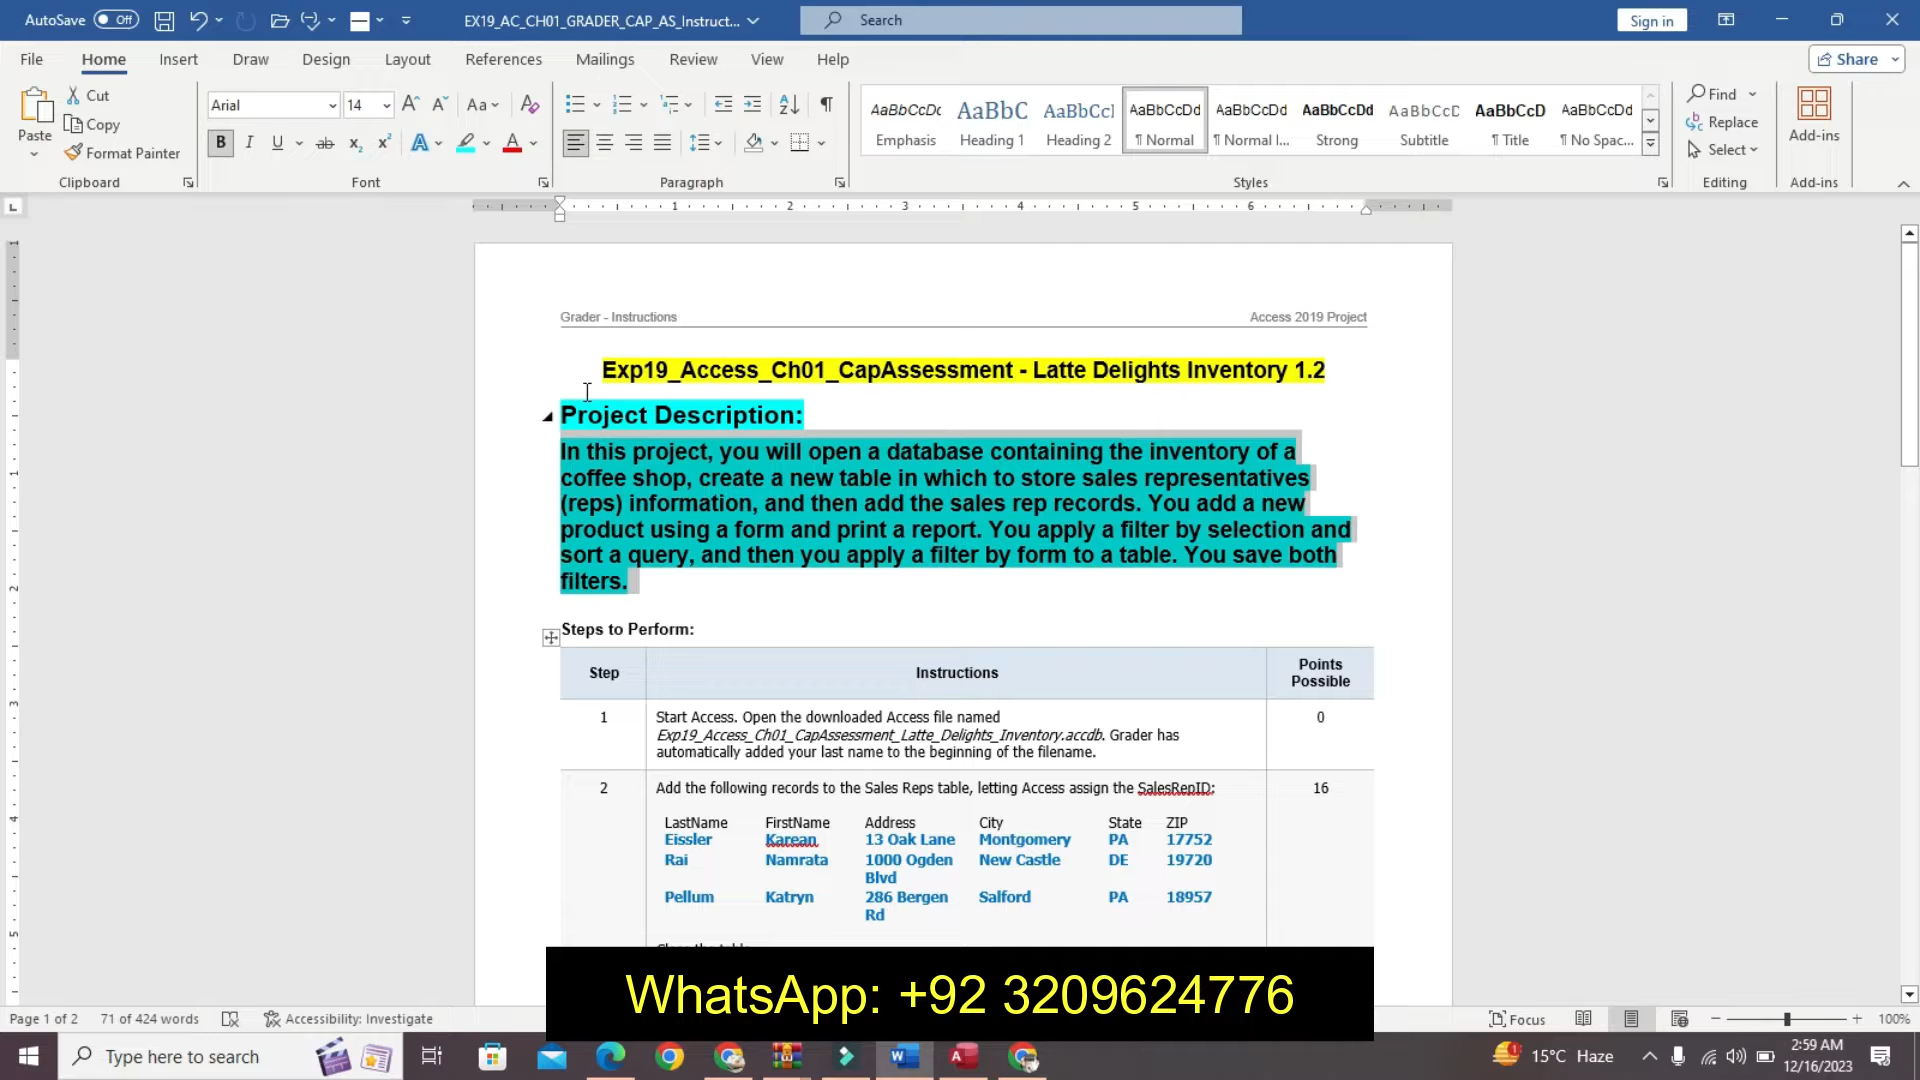 AutoSave Off EX19_AC_CH01_GRADER_CAP_AS_Instruct... Search Sign in
File Home Insert Draw Design Layout References Mailings Review View Help Share
Paste Cut Copy Format Painter
Arial 14
Aa
B I U ab x₂ x² A A
AaBbCcDc AaBbC AaBbCcI AaBbCcDd AaBbCcDd AaBbCcDd AaBbCcD AaBbCcD AaBbCcDd
Emphasis Heading 1 Heading 2 ¶ Normal ¶ Normal I... Strong Subtitle ¶ Title ¶ No Spac...
Find
Replace
Select
Add-ins
Clipboard Font Paragraph Styles Editing Add-ins
1 2 3 4 5 6
Grader - Instructions Access 2019 Project
Exp19_Access_Ch01_CapAssessment - Latte Delights Inventory 1.2
Project Description:
In this project, you will open a database containing the inventory of a
coffee shop, create a new table in which to store sales representatives
(reps) information, and then add the sales rep records. You add a new
product using a form and print a report. You apply a filter by selection and
sort a query, and then you apply a filter by form to a table. You save both
filters.
Steps to Perform:
Step Instructions Points Possible
1 Start Access. Open the downloaded Access file named 0
Exp19_Access_Ch01_CapAssessment_Latte_Delights_Inventory.accdb. Grader has
automatically added your last name to the beginning of the filename.
2 Add the following records to the Sales Reps table, letting Access assign the SalesRepID: 16
LastName FirstName Address City State ZIP
Eissler Karean 13 Oak Lane Montgomery PA 17752
Rai Namrata 1000 Ogden Blvd New Castle DE 19720
Pellum Katryn 286 Bergen Rd Salford PA 18957
WhatsApp: +92 3209624776
Page 1 of 2 71 of 424 words Accessibility: Investigate Focus 100%
Type here to search 15°C Haze 2:59 AM
12/16/2023